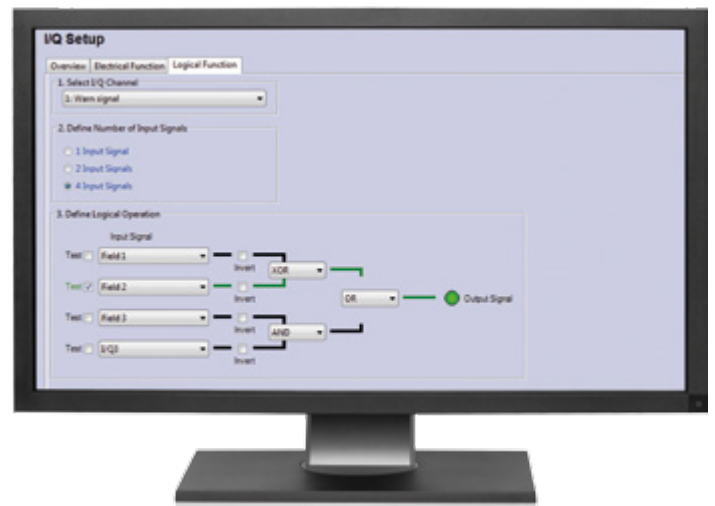 I/Q Setup
Overview Electrical Function Logical Function
1. Select I/Q Channel
3: Warn signal
2. Define Number of Input Signals
1 Input Signal
2 Input Signals
4 Input Signals
3. Define Logical Operation
Input Signal
Test Field 1
Invert XOR
Test Field 2
Invert OR Output Signal
Test Field 3
Invert AND
Test I/Q3
Invert